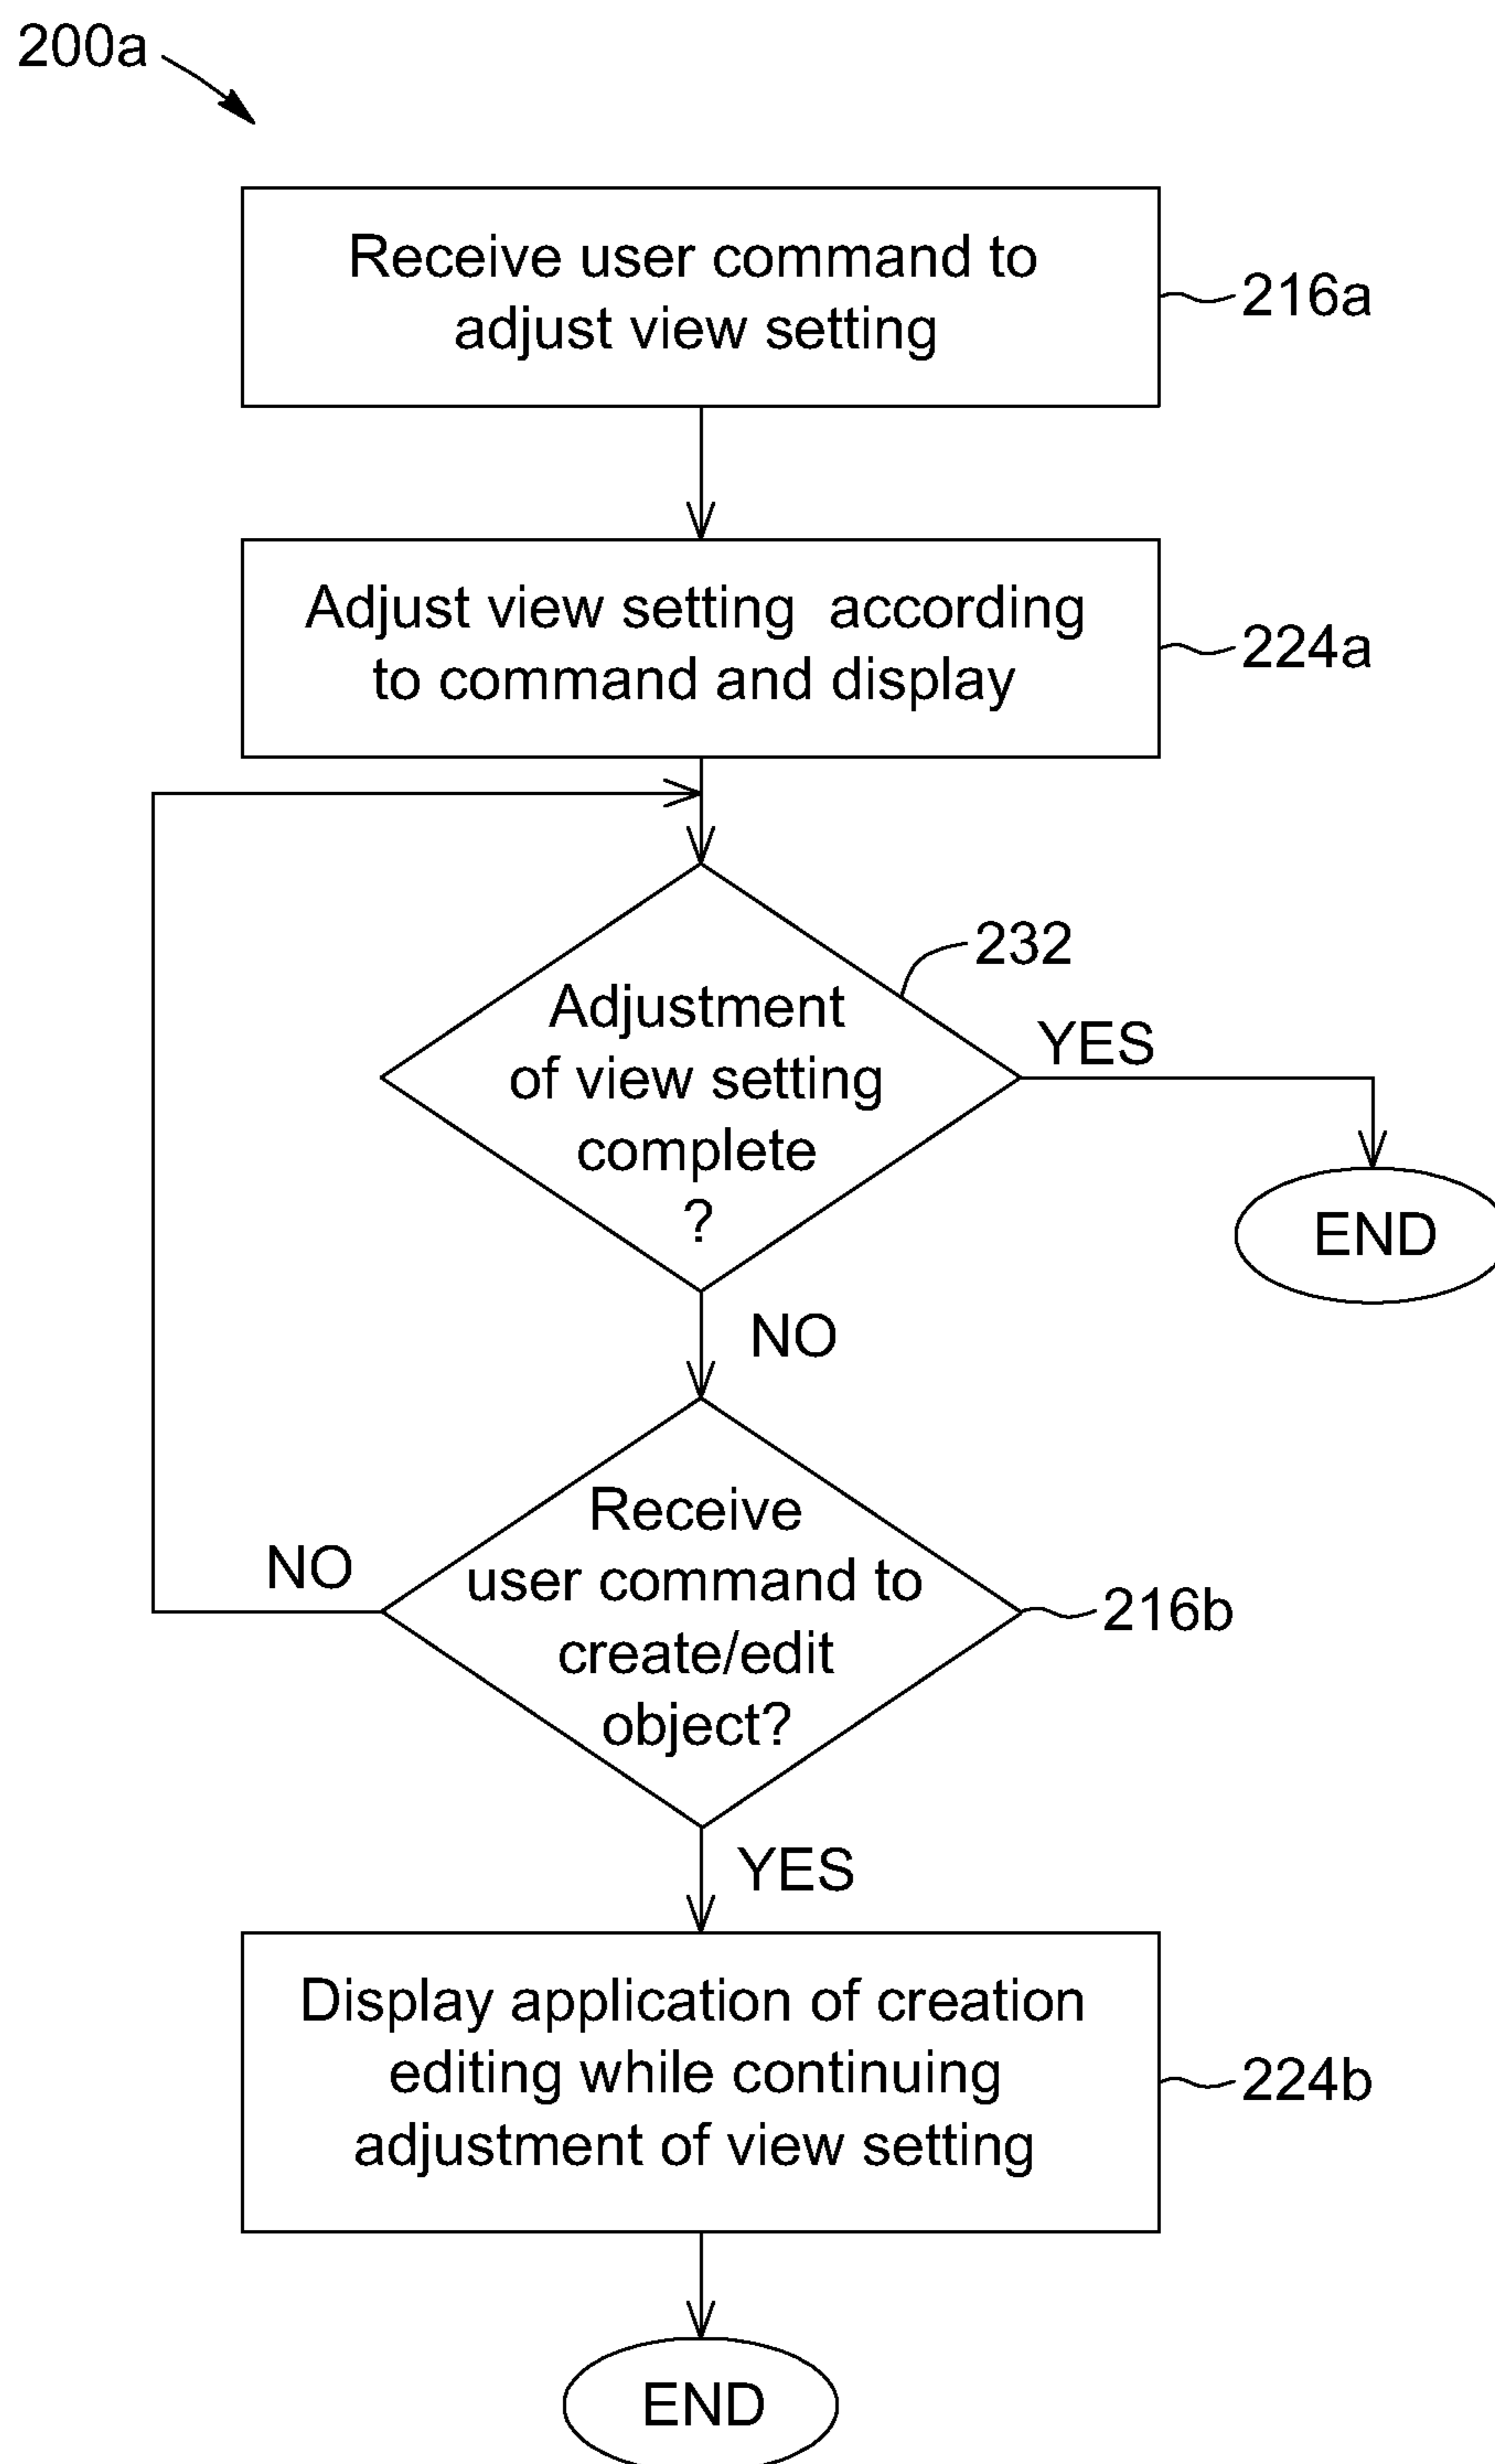 200a
Receive user command to
adjust view setting
216a
Adjust view setting according
to command and display
224a
232
Adjustment
of view setting
complete
?
YES
END
NO
Receive
user command to
create/edit
object?
NO
216b
YES
Display application of creation
editing while continuing
adjustment of view setting
224b
END